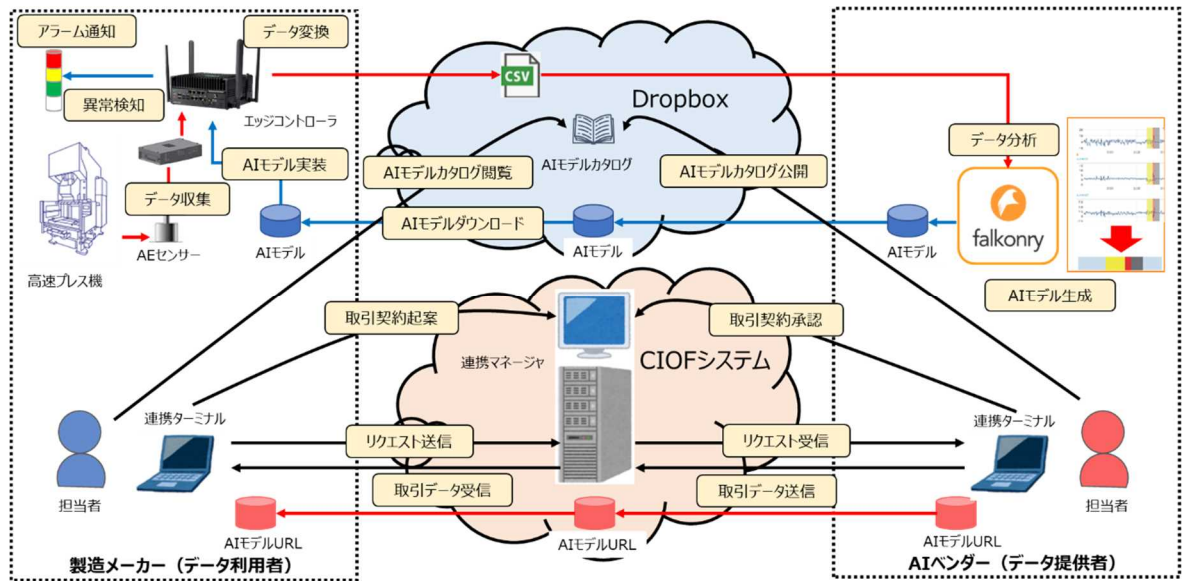 アラーム通知
データ変換
異常検知
エッジコントローラ
AIモデル実装
データ収集
AEセンサー
高速プレス機
AIモデル
CSV
Dropbox
AIモデルカタログ
AIモデルカタログ閲覧
AIモデルカタログ公開
AIモデルダウンロード
AIモデル
データ分析
falkonry
AIモデル
AIモデル生成
取引契約起案
取引契約承認
連携マネージャ
CIOFシステム
連携ターミナル
連携ターミナル
リクエスト送信
リクエスト受信
取引データ受信
取引データ送信
担当者
担当者
AIモデルURL
AIモデルURL
AIモデルURL
製造メーカー（データ利用者）
AIベンダー（データ提供者）